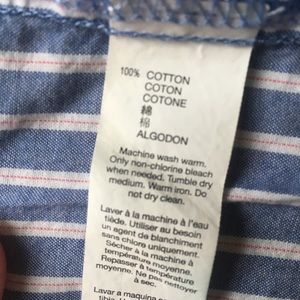 100% COTTON
COTON
COTONE
綿
棉
ALGODON
Machine wash warm.
Only non-chlorine bleach
when needed. Tumble dry
medium. Warm iron. Do
not dry clean.
Laver à la machine à l'eau
tiède. Utiliser au besoin
un agent de blanchiment
sans chlore uniquement.
Sécher à la machine à
température moyenne.
Repasser à température
moyenne. Ne pas nettoyer
à sec.
Lavar a maquina